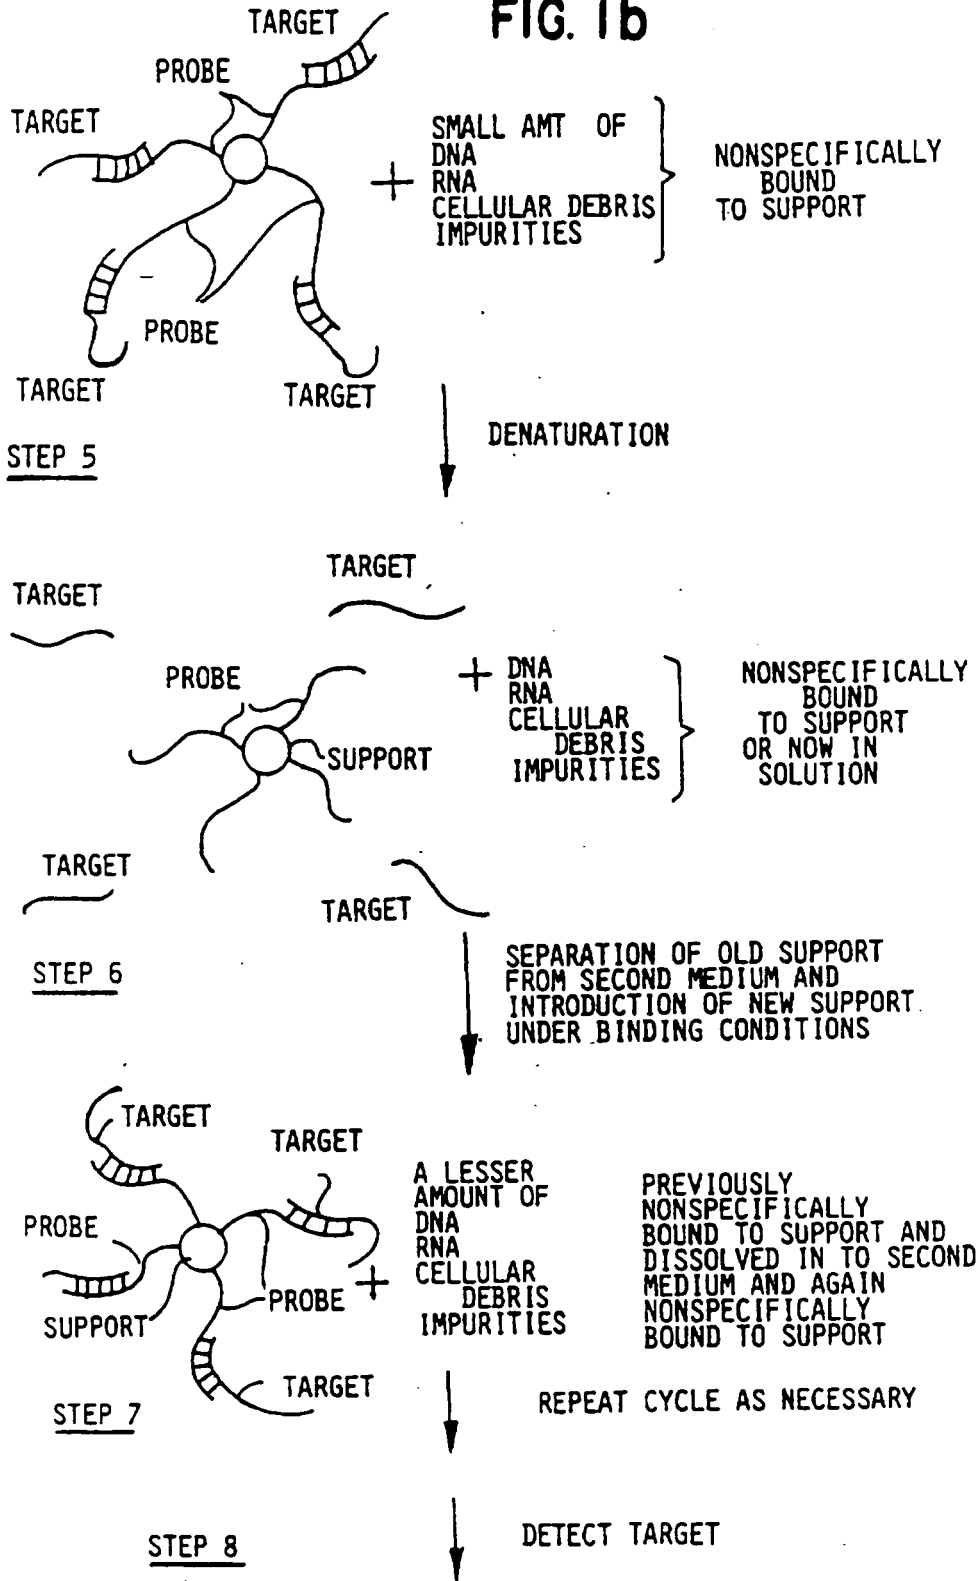 FIG. 1b
TARGET
PROBE
TARGET
+
SMALL AMT OF
DNA
RNA
CELLULAR DEBRIS
IMPURITIES
NONSPECIFICALLY
BOUND
TO SUPPORT
PROBE
TARGET
TARGET
STEP 5
DENATURATION
TARGET
TARGET
PROBE
SUPPORT
+
DNA
RNA
CELLULAR
DEBRIS
IMPURITIES
NONSPECIFICALLY
BOUND
TO SUPPORT
OR NOW IN
SOLUTION
TARGET
TARGET
STEP 6
SEPARATION OF OLD SUPPORT
FROM SECOND MEDIUM AND
INTRODUCTION OF NEW SUPPORT
UNDER BINDING CONDITIONS
TARGET
TARGET
PROBE
SUPPORT
PROBE
TARGET
+
A LESSER
AMOUNT OF
DNA
RNA
CELLULAR
DEBRIS
IMPURITIES
PREVIOUSLY
NONSPECIFICALLY
BOUND TO SUPPORT AND
DISSOLVED IN TO SECOND
MEDIUM AND AGAIN
NONSPECIFICALLY
BOUND TO SUPPORT
STEP 7
REPEAT CYCLE AS NECESSARY
STEP 8
DETECT TARGET